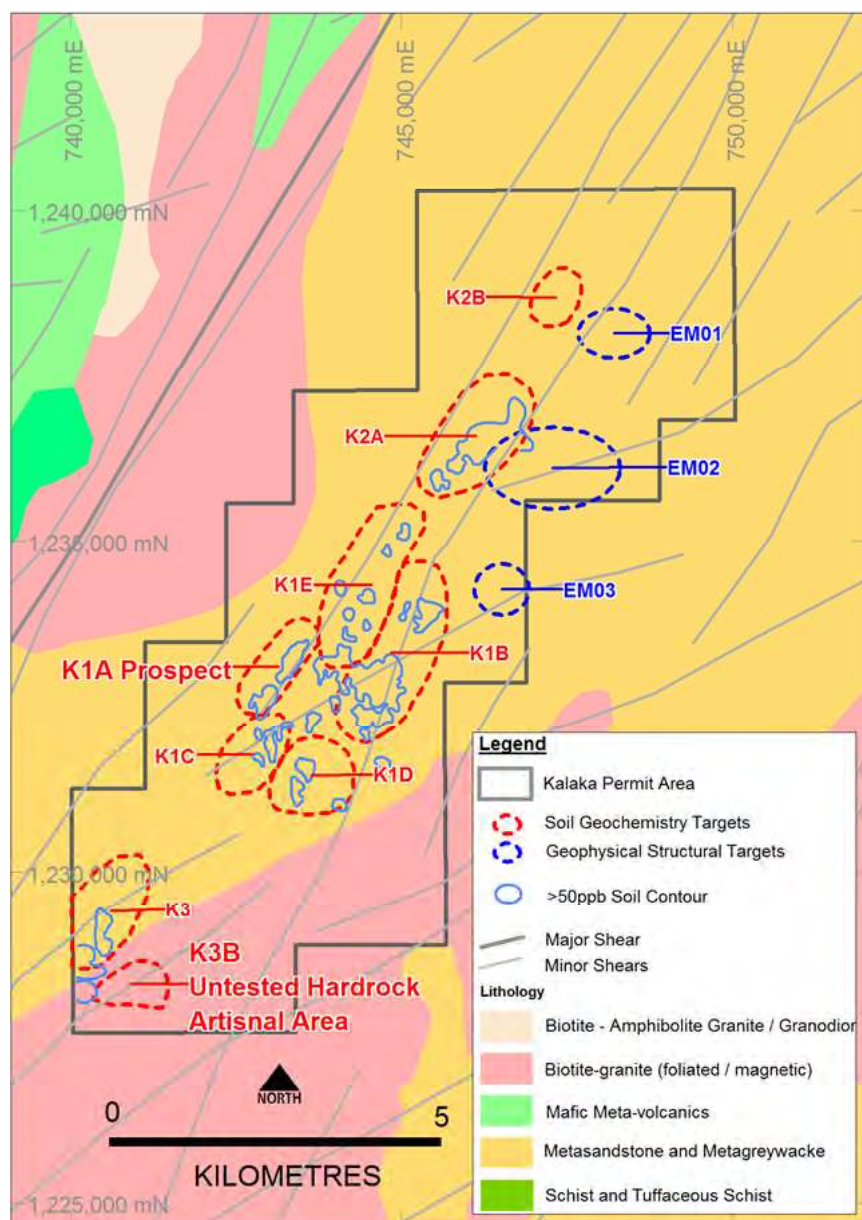 740,000 mE
745,000 mE
750,000 mE
1,240,000 mN
K2B
EM01
K2A
EM02
1,235,000 mN
K1E
EM03
K1A Prospect
K1B
K1C
K1D
1,230,000 mN
K3
K3B
Untested Hardrock
Artisnal Area
NORTH
0 5
KILOMETRES
1,225,000 mN
Legend
Kalaka Permit Area
Soil Geochemistry Targets
Geophysical Structural Targets
>50ppb Soil Contour
Major Shear
Minor Shears
Lithology
Biotite - Amphibolite Granite / Granodior
Biotite-granite (foliated / magnetic)
Mafic Meta-volcanics
Metasandstone and Metagreywacke
Schist and Tuffaceous Schist